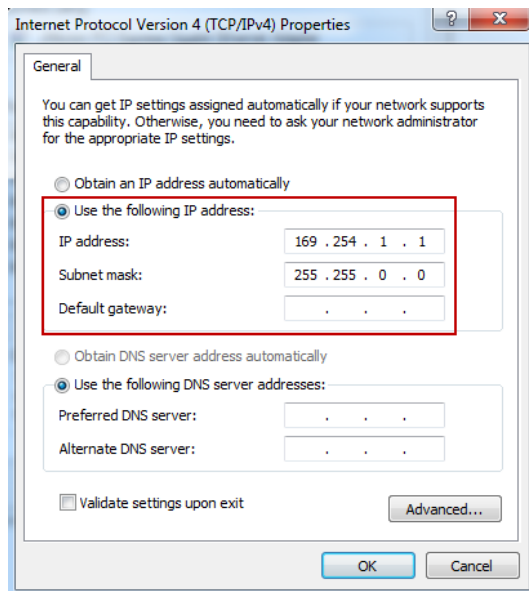 Internet Protocol Version 4 (TCP/IPv4) Properties
?
General
You can get IP settings assigned automatically if your network supports
this capability. Otherwise, you need to ask your network administrator
for the appropriate IP settings.
Obtain an IP address automatically
Use the following IP address:
IP address: 169 . 254 . 1 . 1
Subnet mask: 255 . 255 . 0 . 0
Default gateway: . . .
Obtain DNS server address automatically
Use the following DNS server addresses:
Preferred DNS server: . . .
Alternate DNS server: . . .
Validate settings upon exit Advanced...
OK Cancel